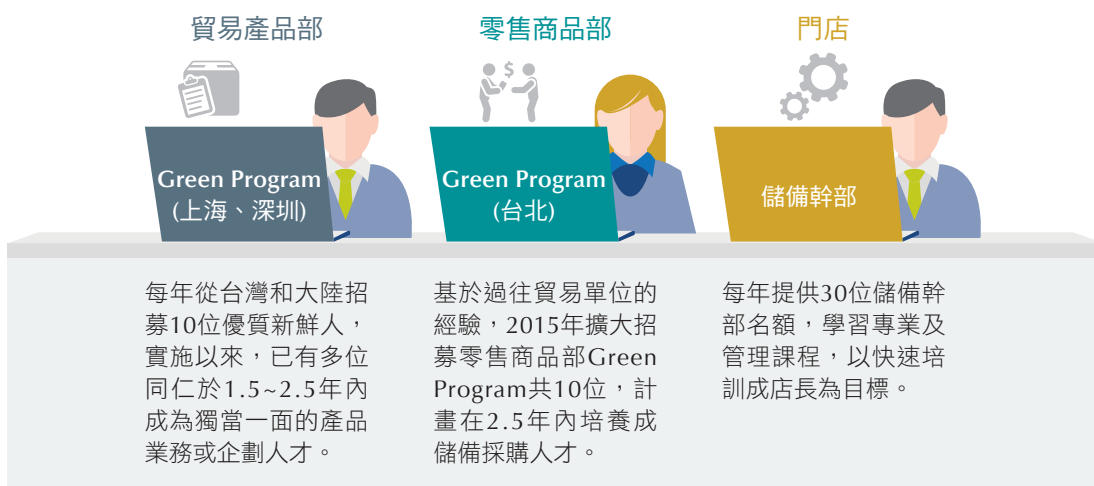 貿易產品部
Green Program
(上海、深圳)
每年從台灣和大陸招
募10位優質新鮮人，
實施以來，已有多位
同仁於1.5~2.5年內
成為獨當一面的產品
業務或企劃人才。
零售商品部
$
Green Program
(台北)
基於過往貿易單位的
經驗，2015年擴大招
募零售商品部Green
Program共10位，計
畫在2.5年內培養成
儲備採購人才。
門店
儲備幹部
每年提供30位儲備幹
部名額，學習專業及
管理課程，以快速培
訓成店長為目標。